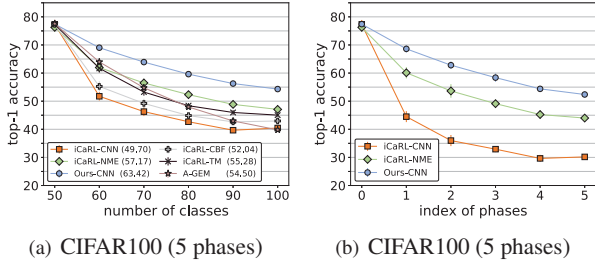 80
70
60
50
40
30
20
top-1 accuracy
iCaRL-CNN (49,70)
iCaRL-NME (57,17)
Ours-CNN (63,42)
iCaRL-CBF (52,04)
iCaRL-TM (55,28)
A-GEM (54,50)
50 60 70 80 90 100
number of classes
(a) CIFAR100 (5 phases)
80
70
60
50
40
30
20
top-1 accuracy
iCaRL-CNN
iCaRL-NME
Ours-CNN
0 1 2 3 4 5
index of phases
(b) CIFAR100 (5 phases)